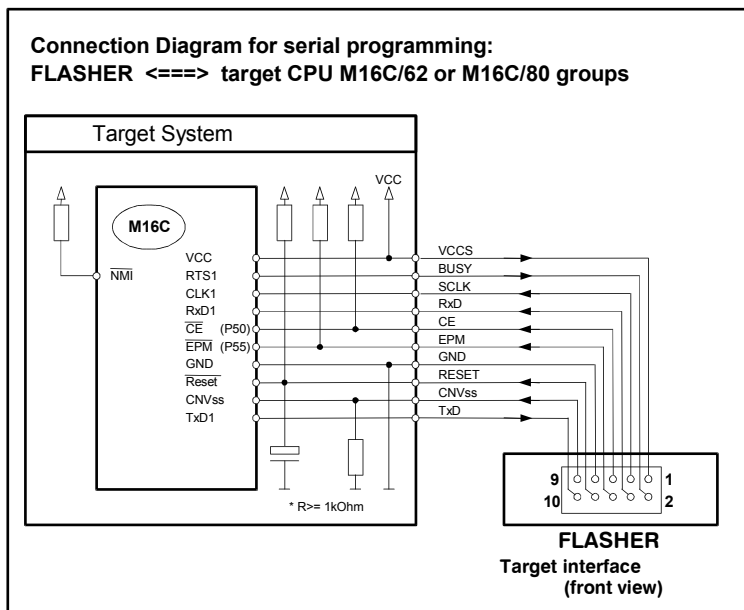 Connection Diagram for serial programming:
FLASHER <===> target CPU M16C/62 or M16C/80 groups
Target System
VCC
M16C
NMI
VCC
RTS1
CLK1
RxD1
CE (P50)
EPM (P55)
GND
Reset
CNVss
TxD1
VCCS
BUSY
SCLK
RxD
CE
EPM
GND
RESET
CNVss
TxD
* R>= 1kOhm
9 1
10 2
FLASHER
Target interface
(front view)